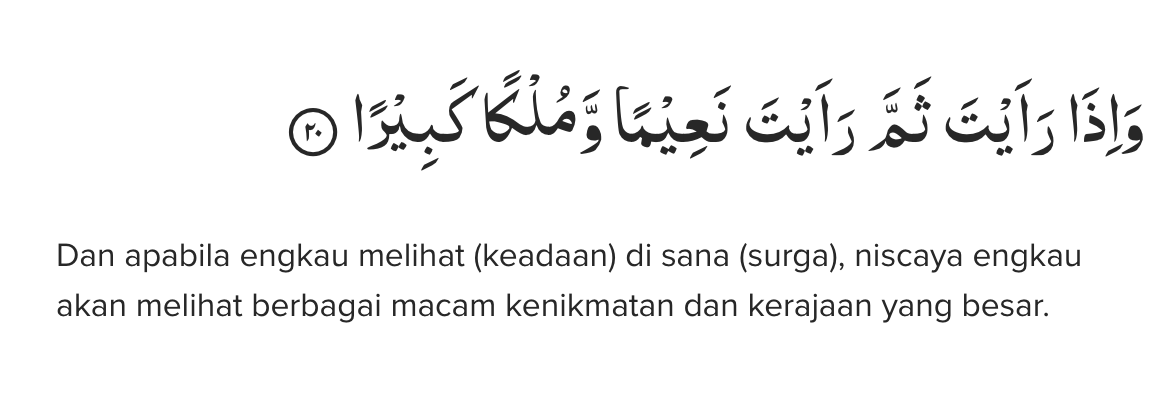 وَاِذَا رَاَيْتَ ثَمَّ رَاَيْتَ نَعِيْمًا وَّمُلْكًا كَبِيْرًا ٢٠
Dan apabila engkau melihat (keadaan) di sana (surga), niscaya engkau
akan melihat berbagai macam kenikmatan dan kerajaan yang besar.